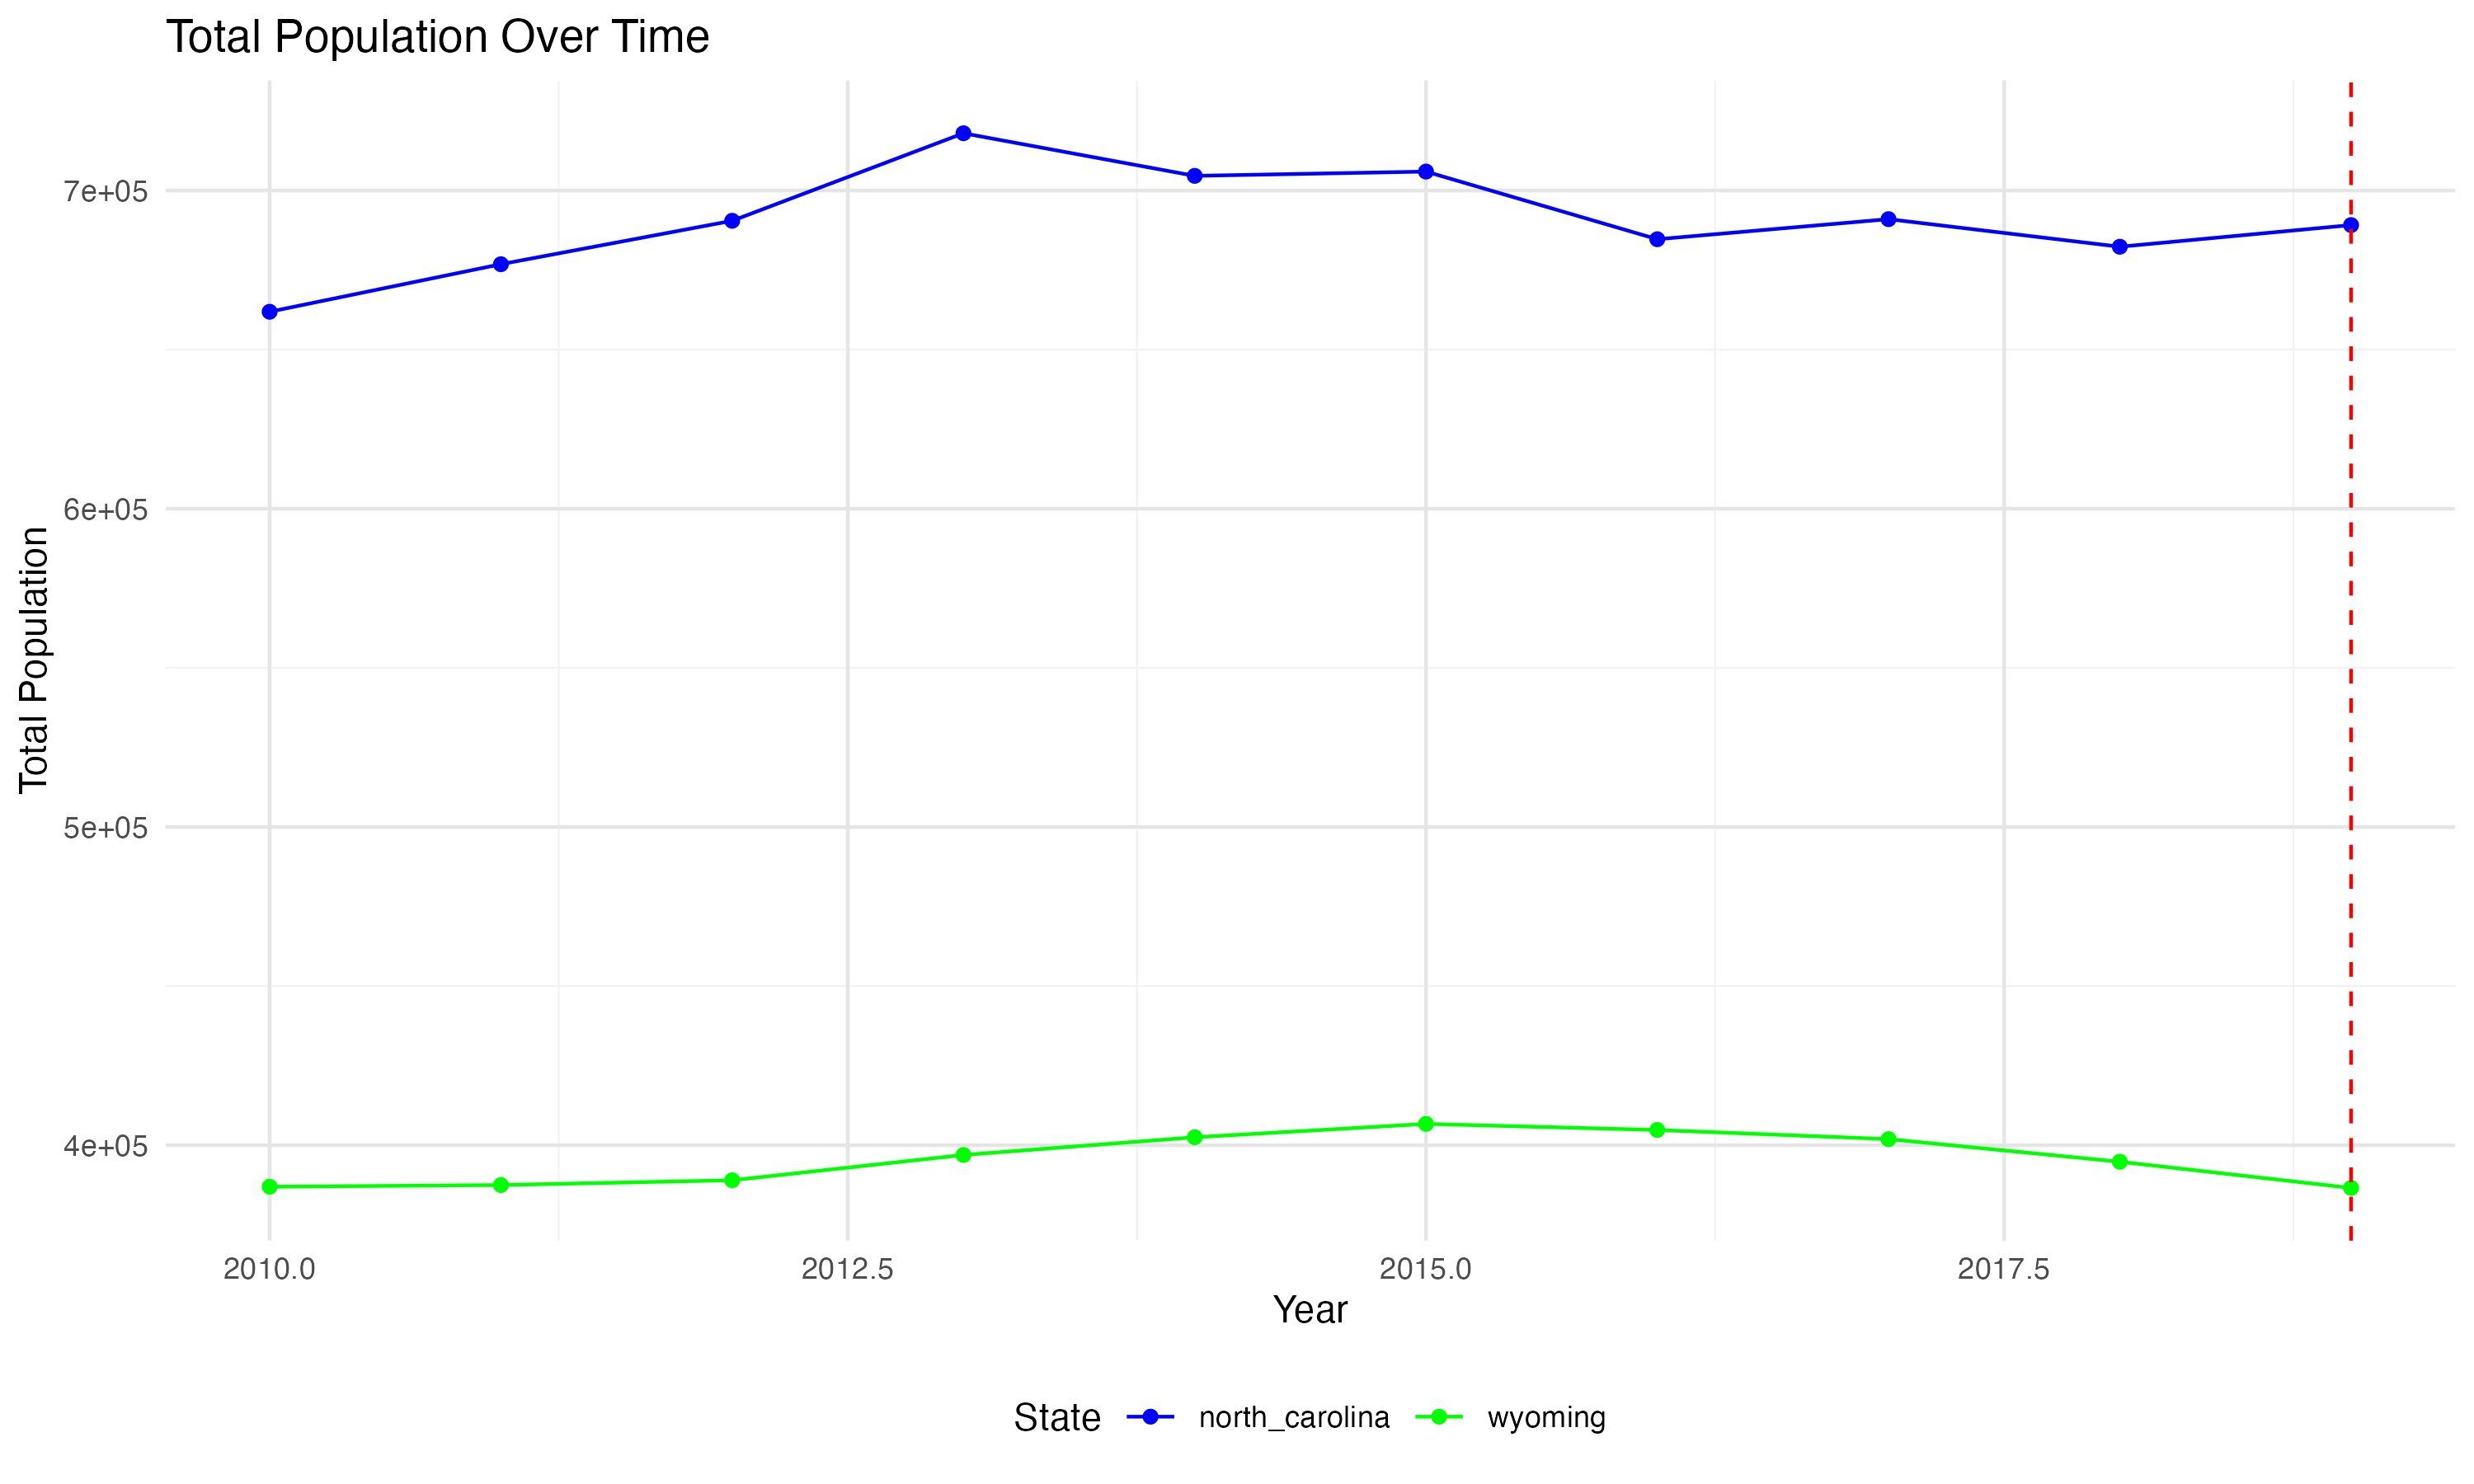 Total Population Over Time
Total Population
7e+05
6e+05
5e+05
4e+05
2010.0 2012.5 2015.0 2017.5
Year
State north_carolina wyoming